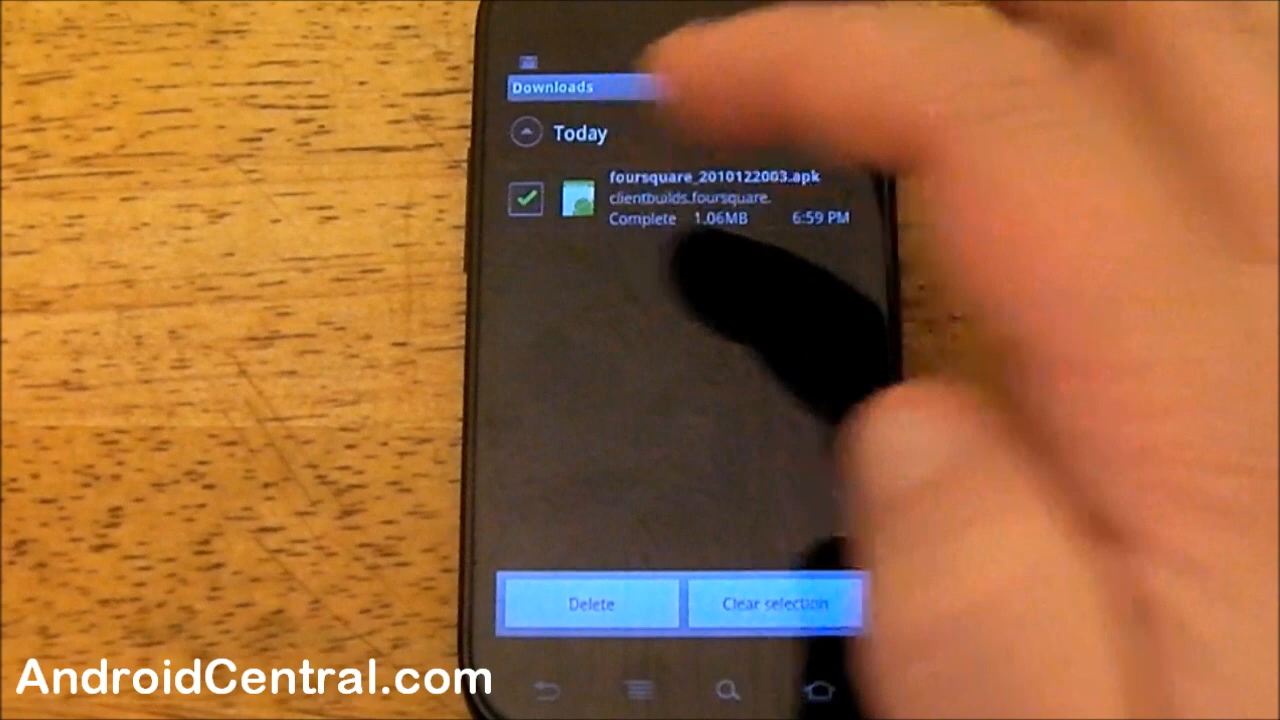 Downloads
Today
foursquare_2010122003.apk
clientbuilds.foursquare.
Complete 1.06MB 6:59 PM
Delete
Clear selection
AndroidCentral.com